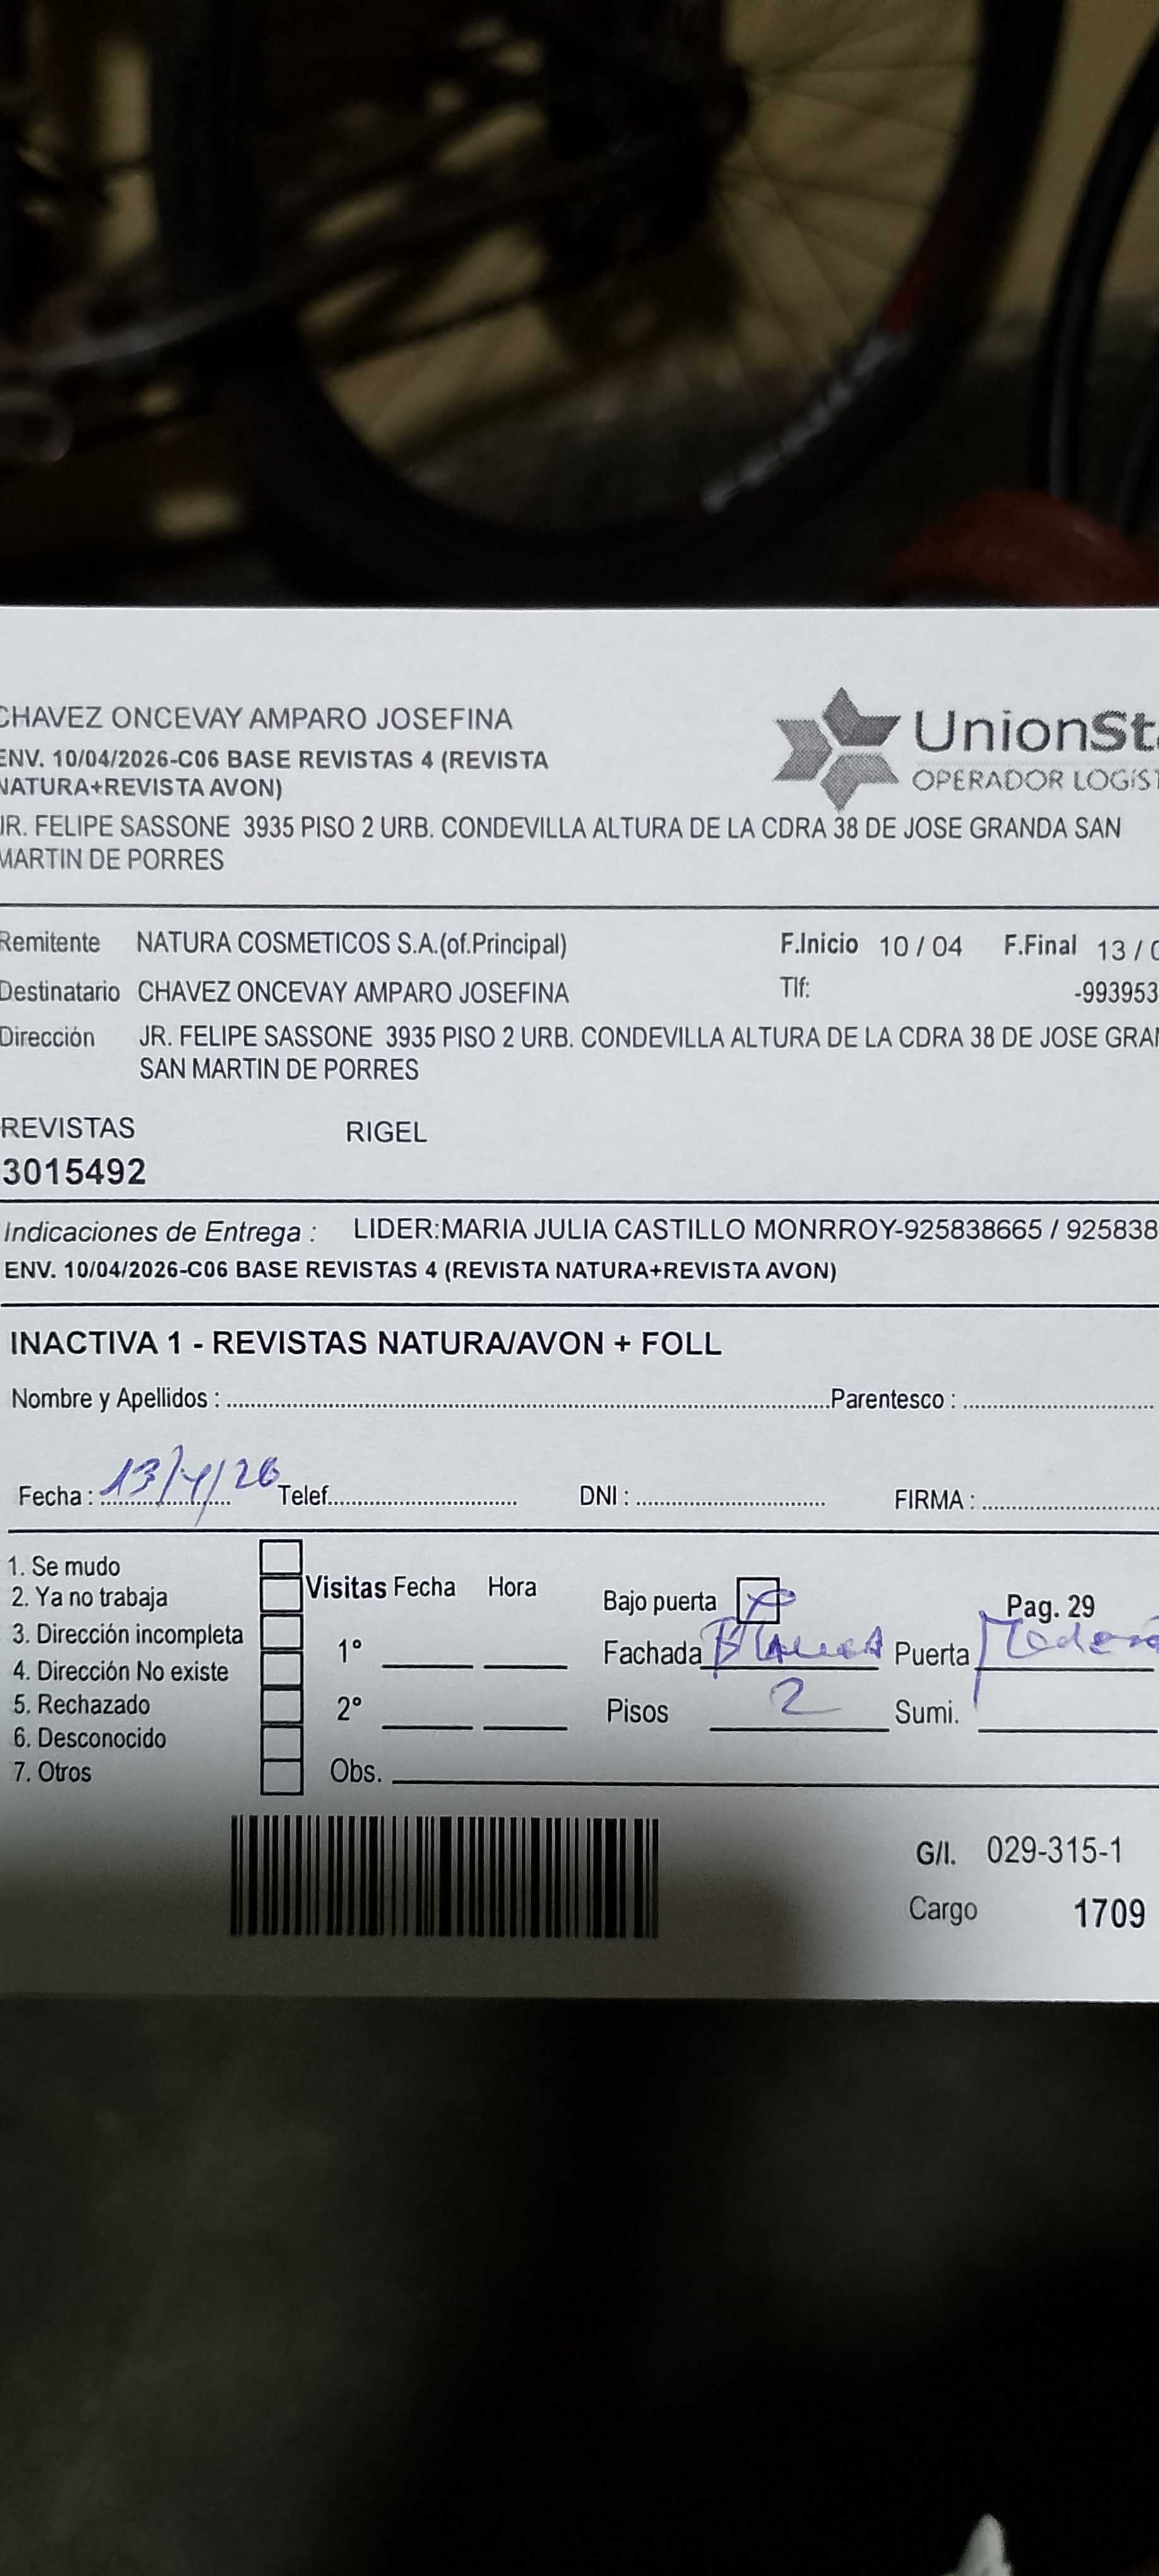 CHAVEZ ONCEVAY AMPARO JOSEFINA
ENV. 10/04/2026-C06 BASE REVISTAS 4 (REVISTA
NATURA+REVISTA AVON)
JR. FELIPE SASSONE 3935 PISO 2 URB. CONDEVILLA ALTURA DE LA CDRA 38 DE JOSE GRANDA SAN
MARTIN DE PORRES
UnionSt
OPERADOR LOGÍST
Remitente NATURA COSMETICOS S.A.(of.Principal) F.Inicio 10 / 04 F.Final 13 / 0
Destinatario CHAVEZ ONCEVAY AMPARO JOSEFINA Tlf: -993953
Dirección JR. FELIPE SASSONE 3935 PISO 2 URB. CONDEVILLA ALTURA DE LA CDRA 38 DE JOSE GRA
SAN MARTIN DE PORRES
REVISTAS RIGEL
3015492
Indicaciones de Entrega : LIDER:MARIA JULIA CASTILLO MONRROY-925838665 / 925838
ENV. 10/04/2026-C06 BASE REVISTAS 4 (REVISTA NATURA+REVISTA AVON)
INACTIVA 1 - REVISTAS NATURA/AVON + FOLL
Nombre y Apellidos : Parentesco :
Fecha : 13/4/26 Telef. DNI : FIRMA :
1. Se mudo
2. Ya no trabaja
3. Dirección incompleta
4. Dirección No existe
5. Rechazado
6. Desconocido
7. Otros
Visitas Fecha Hora
1°
2°
Obs.
Bajo puerta X Pag. 29
Fachada Blanca Puerta Madera
Pisos 2 Sumi.
G/I. 029-315-1
Cargo 1709